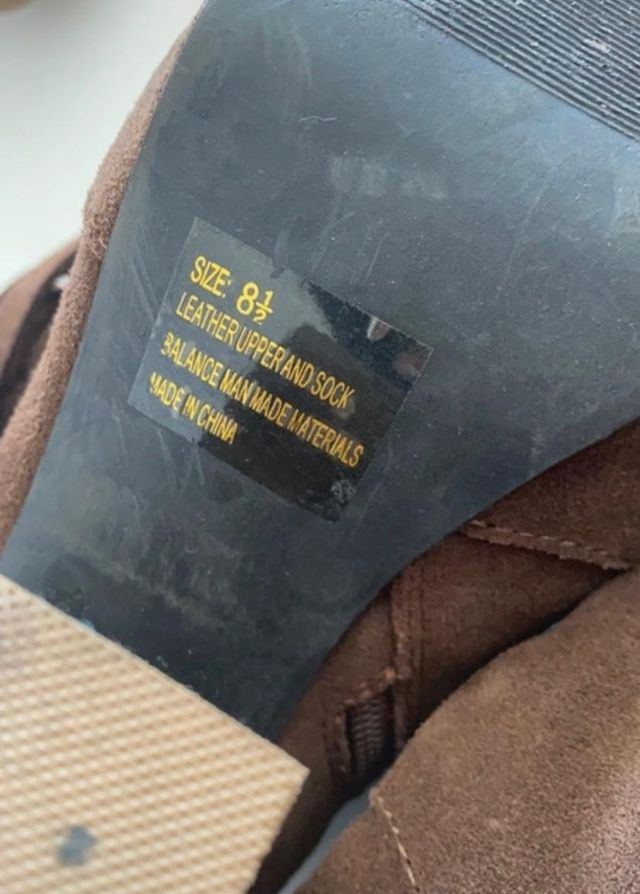 SIZE: 8½
LEATHER UPPER AND SOCK
BALANCE MAN MADE MATERIALS
MADE IN CHINA